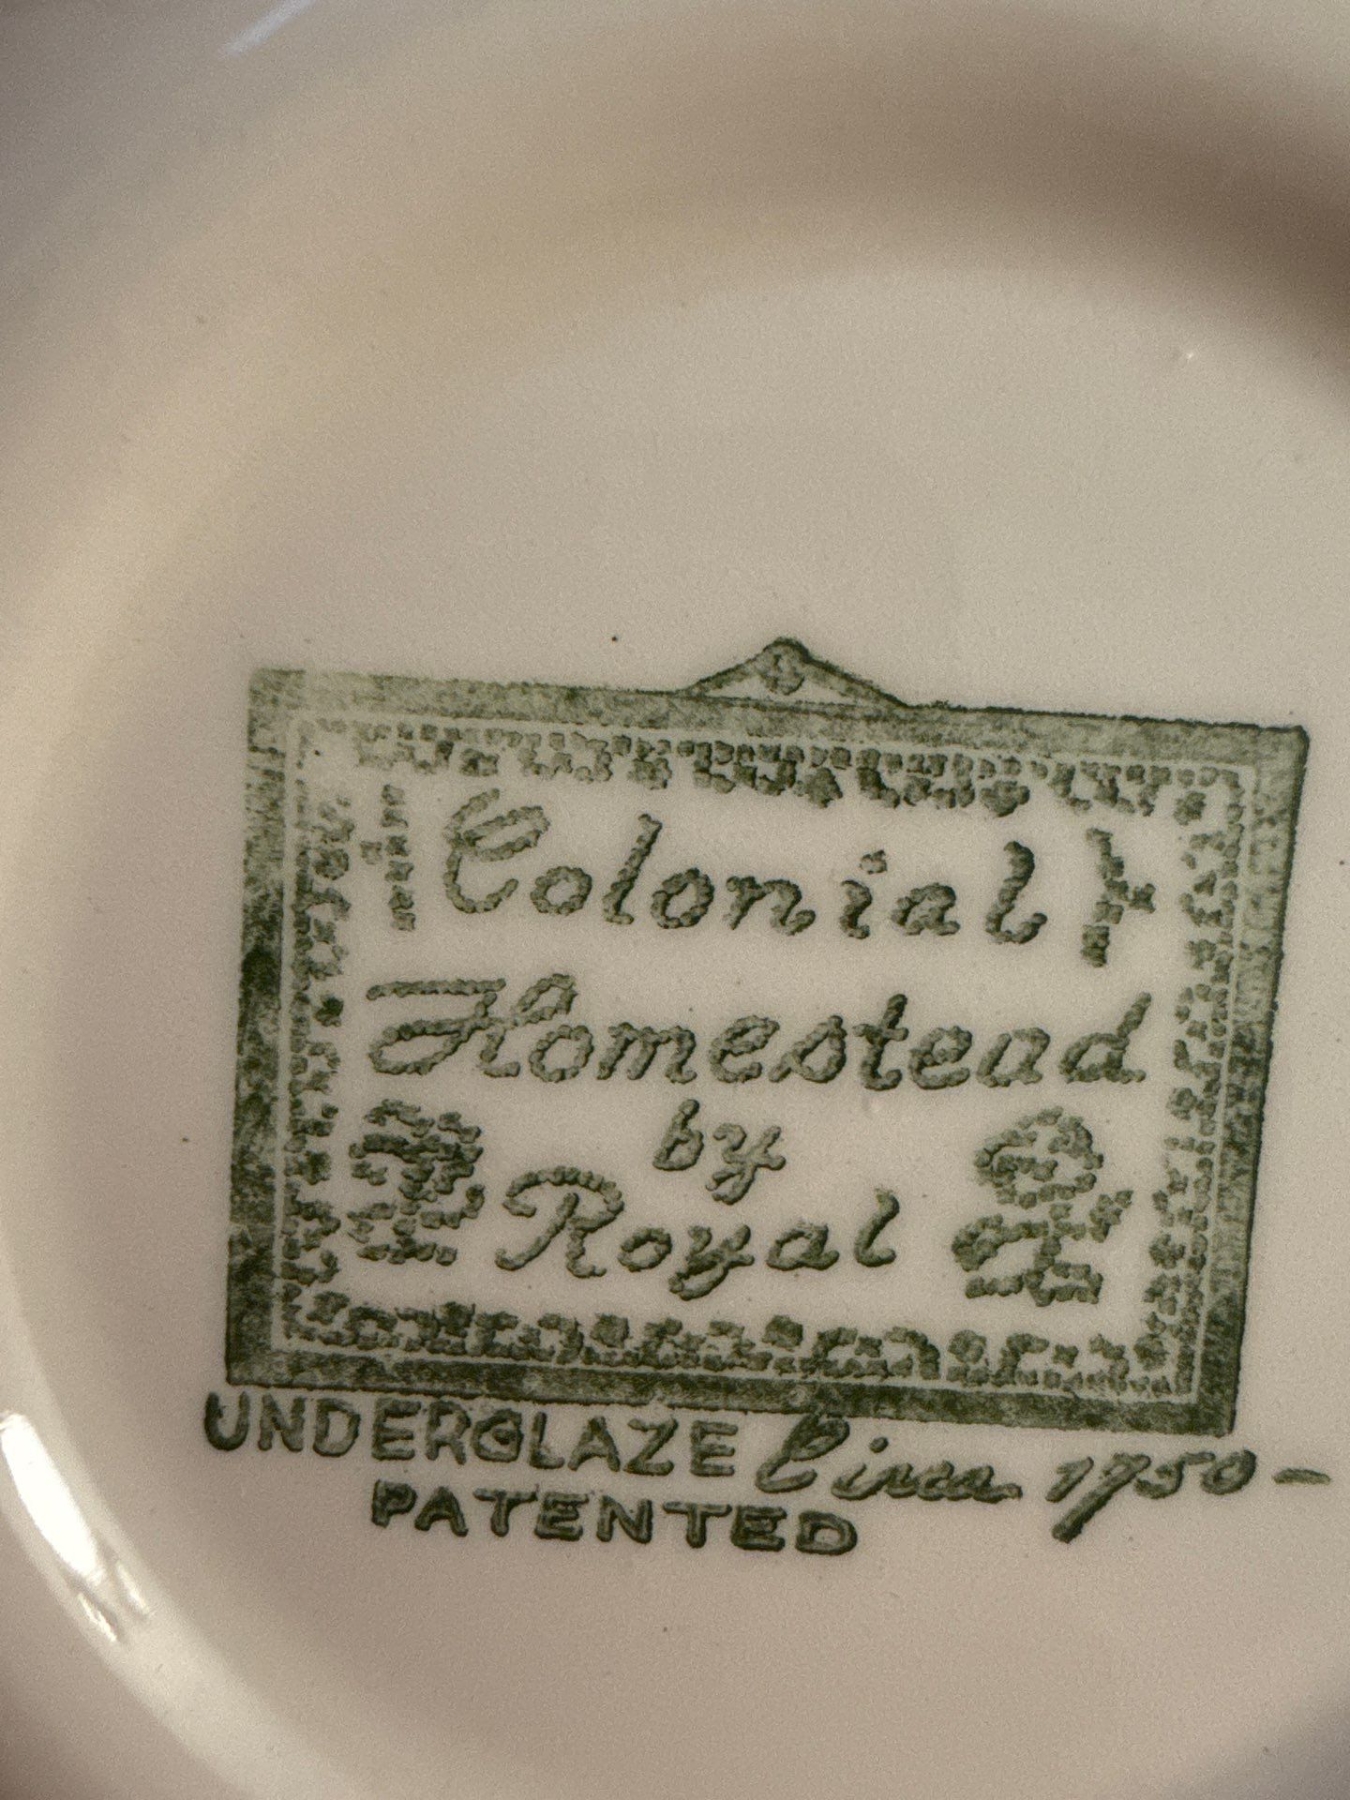 Colonial
Homestead
by
Royal
UNDERGLAZE Circa 1750-
PATENTED